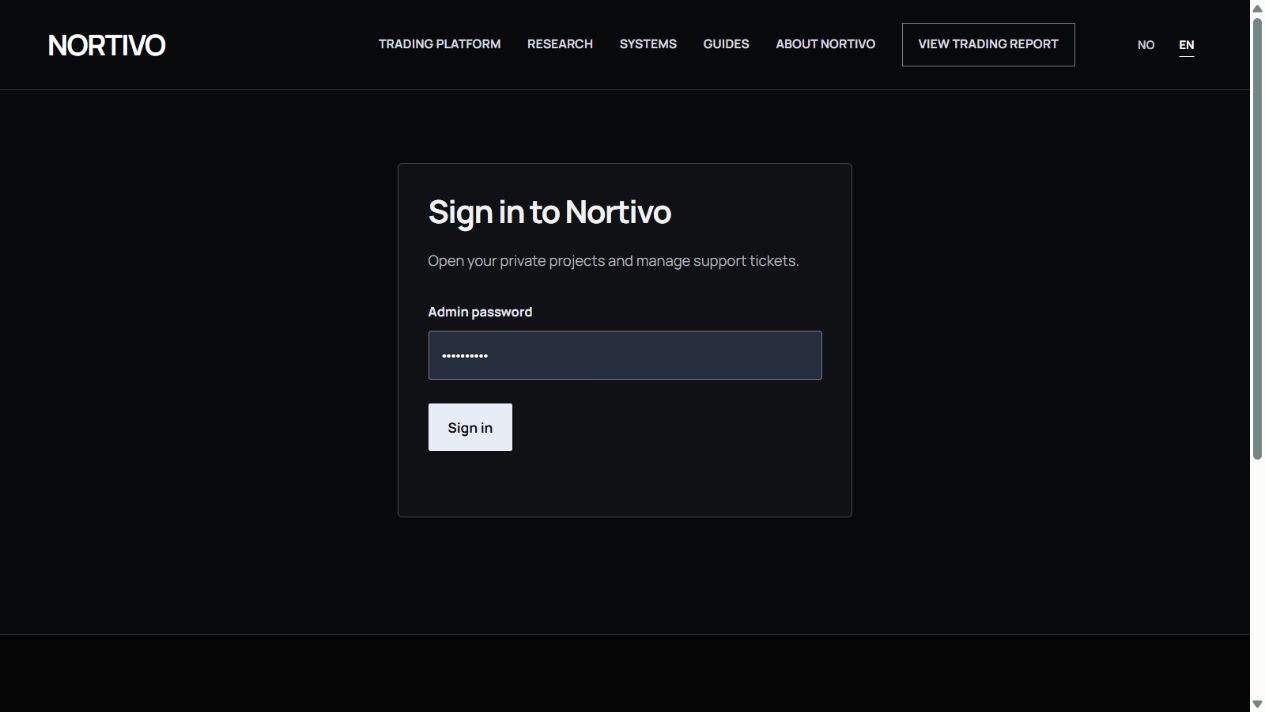 NORTIVO
TRADING PLATFORM
RESEARCH
SYSTEMS
GUIDES
ABOUT NORTIVO
VIEW TRADING REPORT
NO
EN
Sign in to Nortivo
Open your private projects and manage support tickets.
Admin password
••••••••••
Sign in